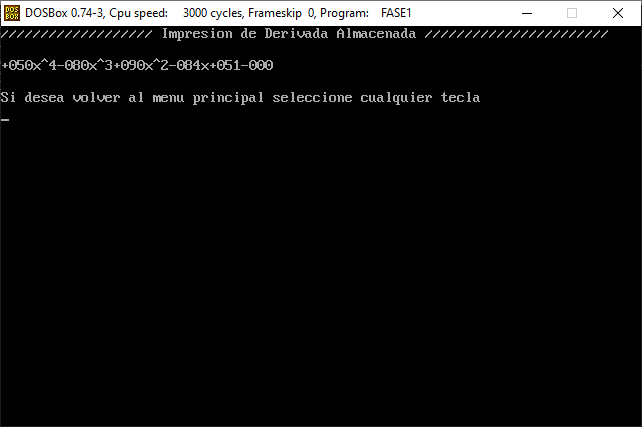 DOSBox 0.74-3, Cpu speed: 3000 cycles, Frameskip 0, Program: FASE1
/////////////////// Impresion de Derivada Almacenada ///////////////////////
+050x^4-080x^3+090x^2-084x+051-000
Si desea volver al menu principal seleccione cualquier tecla
_